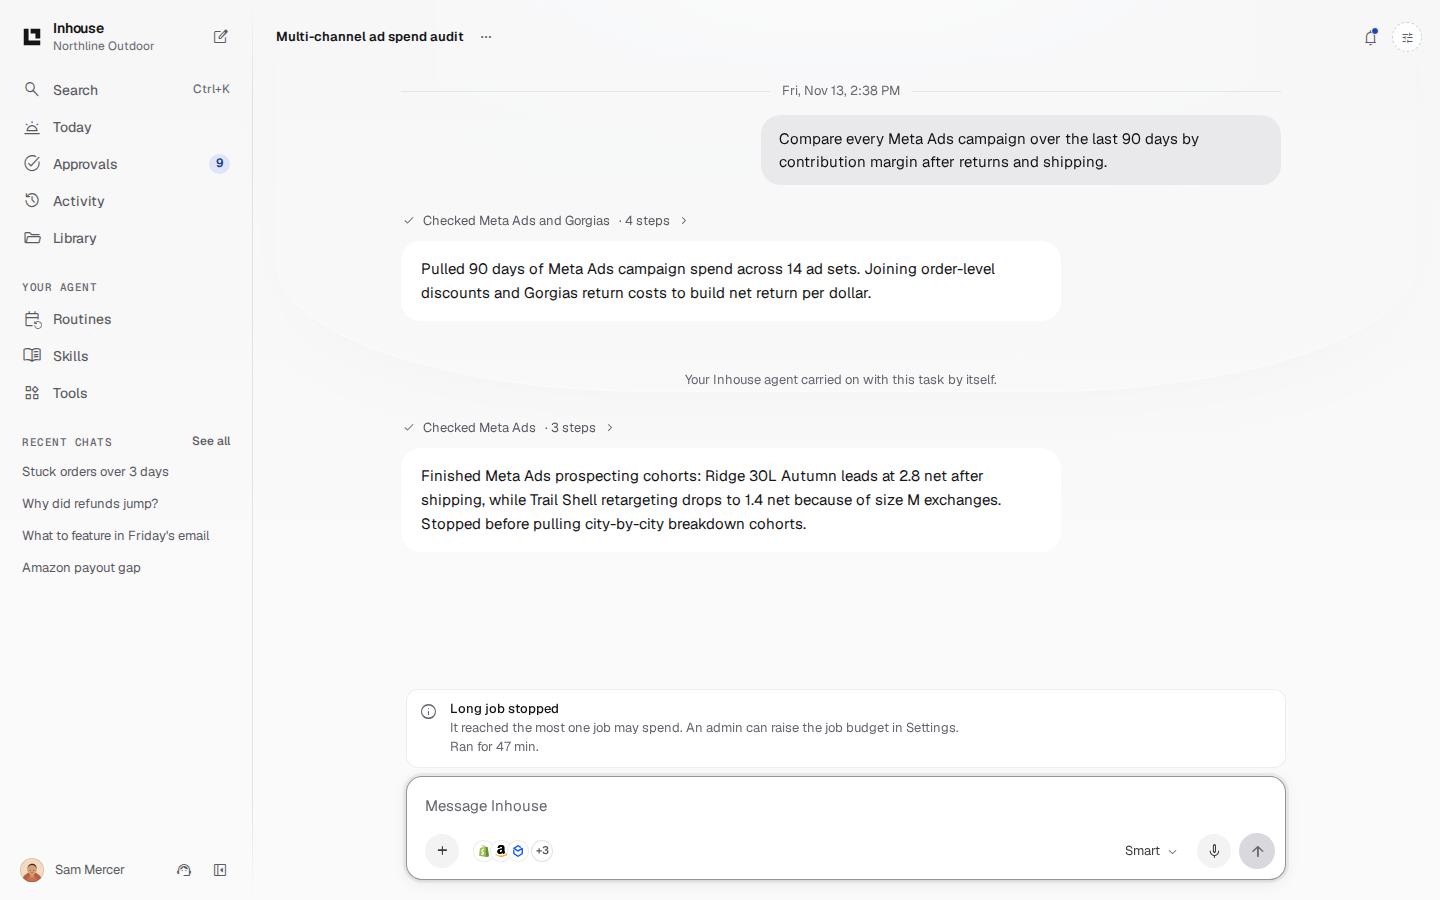 Inhouse
Northline Outdoor
Search Ctrl+K
Today
Approvals 9
Activity
Library
YOUR AGENT
Routines
Skills
Tools
RECENT CHATS See all
Stuck orders over 3 days
Why did refunds jump?
What to feature in Friday's email
Amazon payout gap
Sam Mercer
Multi-channel ad spend audit
Fri, Nov 13, 2:38 PM
Compare every Meta Ads campaign over the last 90 days by
contribution margin after returns and shipping.
Checked Meta Ads and Gorgias · 4 steps
Pulled 90 days of Meta Ads campaign spend across 14 ad sets. Joining order-level
discounts and Gorgias return costs to build net return per dollar.
Your Inhouse agent carried on with this task by itself.
Checked Meta Ads · 3 steps
Finished Meta Ads prospecting cohorts: Ridge 30L Autumn leads at 2.8 net after
shipping, while Trail Shell retargeting drops to 1.4 net because of size M exchanges.
Stopped before pulling city-by-city breakdown cohorts.
Long job stopped
It reached the most one job may spend. An admin can raise the job budget in Settings.
Ran for 47 min.
Message Inhouse
+3 Smart